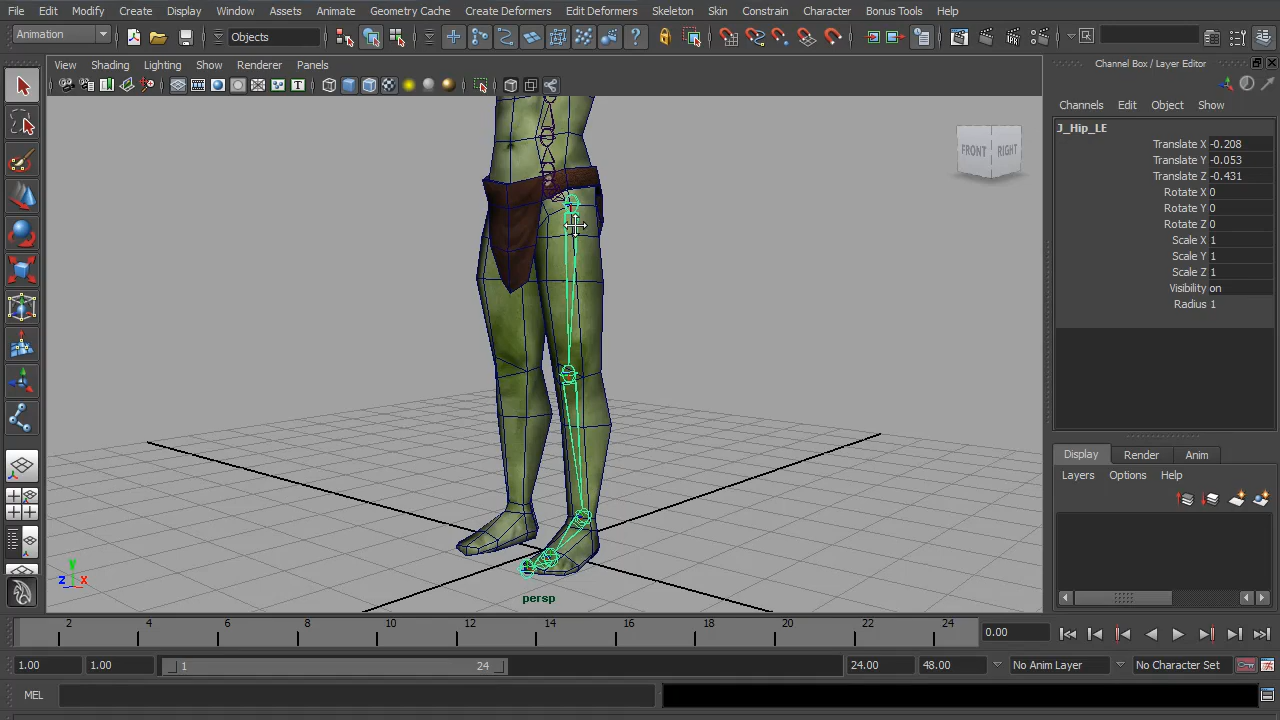 File Edit Modify Create Display Window Assets Animate Geometry Cache Create Deformers Edit Deformers Skeleton Skin Constrain Character Bonus Tools Help
Animation Objects
View Shading Lighting Show Renderer Panels
Channel Box / Layer Editor
Channels Edit Object Show
J_Hip_LE
Translate X -0.208
Translate Y -0.053
Translate Z -0.431
Rotate X 0
Rotate Y 0
Rotate Z 0
Scale X 1
Scale Y 1
Scale Z 1
Visibility on
Radius 1
FRONT RIGHT
Display Render Anim
Layers Options Help
y
z x
persp
2 4 6 8 10 12 14 16 18 20 22 24
0.00
1.00 1.00 1 24 24.00 48.00 No Anim Layer No Character Set
MEL